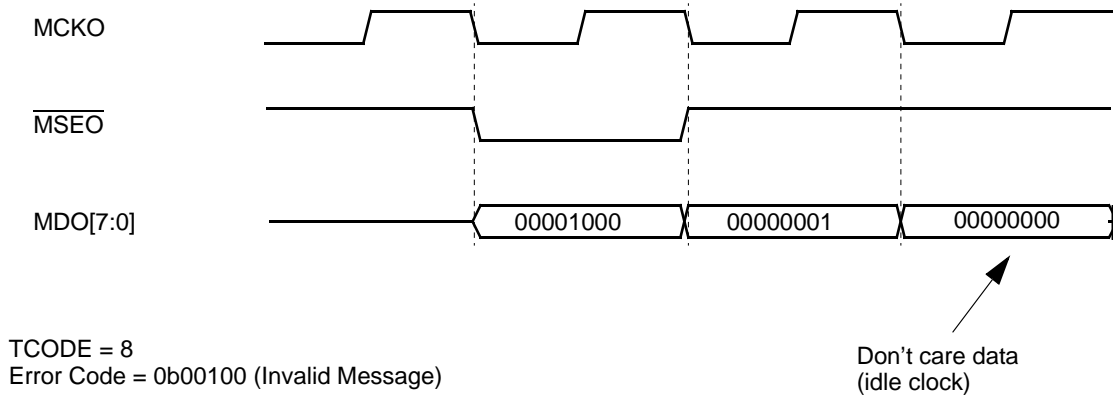 MCKO
MSEO
MDO[7:0]
00001000
00000001
00000000
TCODE = 8
Error Code = 0b00100 (Invalid Message)
Don't care data
(idle clock)